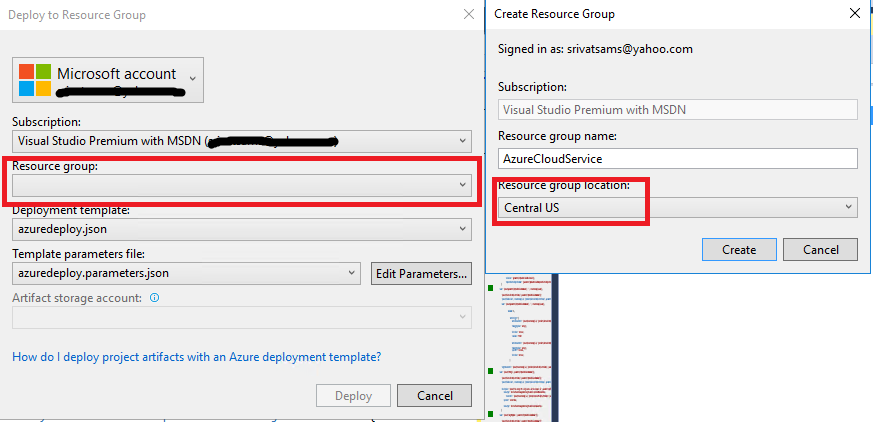 Deploy to Resource Group
Microsoft account
Subscription:
Visual Studio Premium with MSDN (
Resource group:
Deployment template:
azuredeploy.json
Template parameters file:
azuredeploy.parameters.json
Edit Parameters...
Artifact storage account:
How do I deploy project artifacts with an Azure deployment template?
Deploy
Cancel
Create Resource Group
Signed in as: srivatsams@yahoo.com
Subscription:
Visual Studio Premium with MSDN
Resource group name:
AzureCloudService
Resource group location:
Central US
Create
Cancel